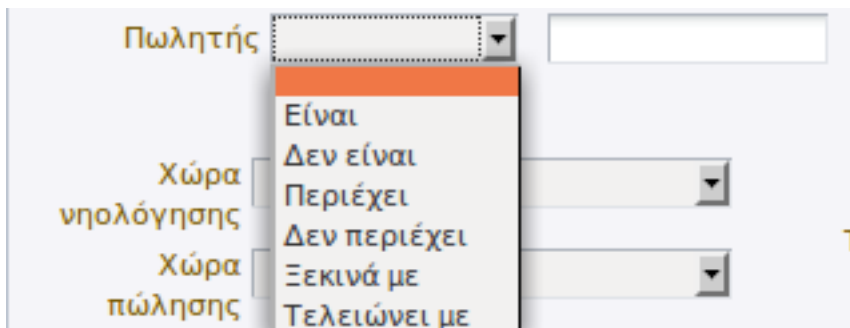 Πωλητής
Είναι
Δεν είναι
Περιέχει
Δεν περιέχει
Ξεκινά με
Τελειώνει με
Χώρα
νηολόγησης
Χώρα
πώλησης